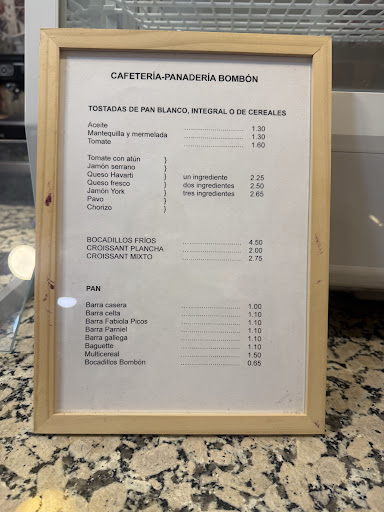 CAFETERÍA-PANADERÍA BOMBÓN
TOSTADAS DE PAN BLANCO, INTEGRAL O DE CEREALES
Aceite ........................ 1.30
Mantequilla y mermelada ........................ 1.30
Tomate ........................ 1.60
Tomate con atún }
Jamón serrano }
Queso Havarti } un ingrediente 2.25
Queso fresco } dos ingredientes 2.50
Jamón York } tres ingredientes 2.65
Pavo }
Chorizo }
BOCADILLOS FRÍOS ........................ 4.50
CROISSANT PLANCHA ........................ 2.00
CROISSANT MIXTO ........................ 2.75
PAN
Barra casera ........................ 1.00
Barra celta ........................ 1.10
Barra Fabiola Picos ........................ 1.10
Barra Parniel ........................ 1.10
Barra gallega ........................ 1.10
Baguette ........................ 1.10
Multicereal ........................ 1.50
Bocadillos Bombón ........................ 0.65